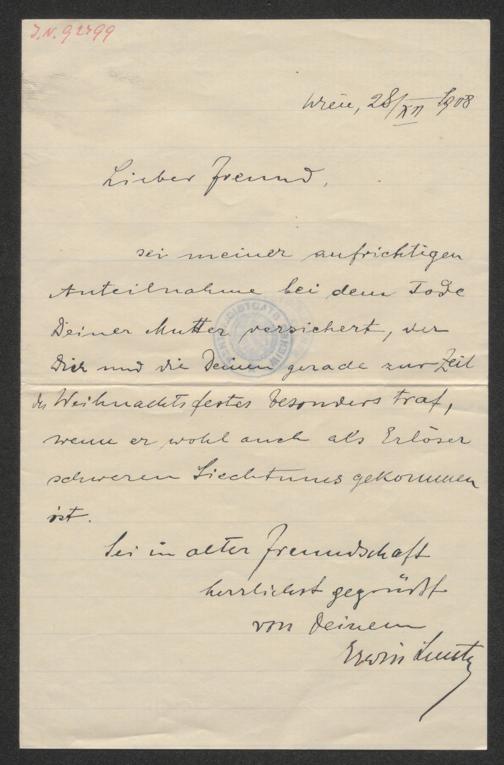 J.N. 92499
Wien, 28/XII 1908
Lieber Freund,
sei meiner aufrichtigen
Anteilnahme bei dem Tode
Deiner Mutter versichert, der
Dich und die Deinen gerade zur Zeit
des Weihnachtsfestes besonders traf,
wenn er wohl auch als Erlöser
schweren Siechtums gekommen
ist.
Sei in alter Freundschaft
herzlichst gegrüßt
von Deinem
Erwin